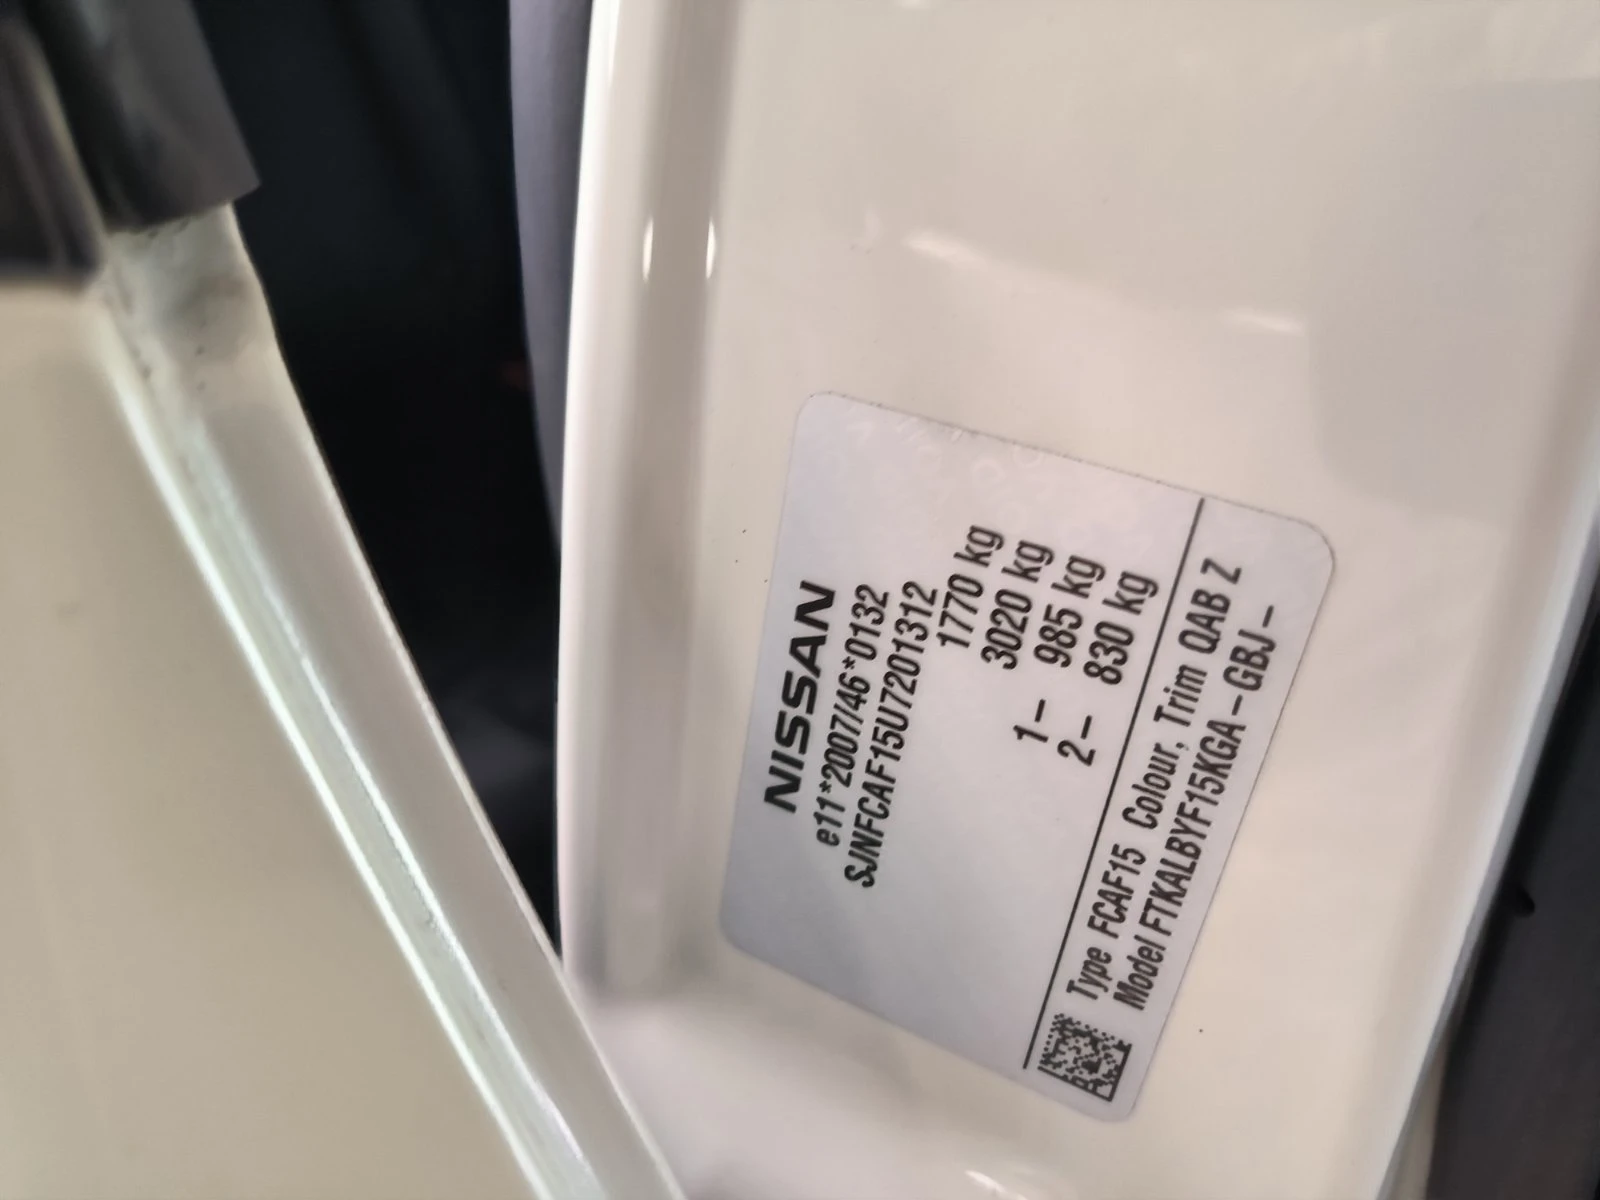 NISSAN
e11*2007/46*0132
SJNFCAF15U7201312
1770 kg
3020 kg
1- 985 kg
2- 830 kg
Type FCAF15 Colour, Trim QAB Z
Model FTKALBYF15KGA-GBJ-